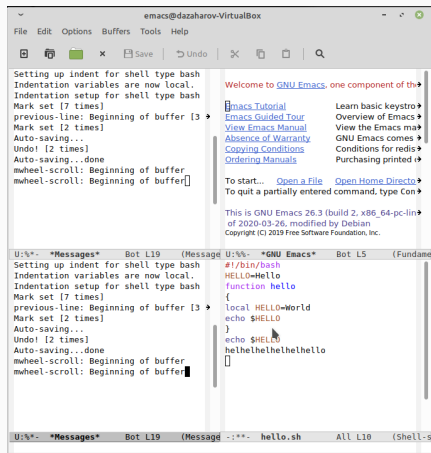 emacs@dazaharov-VirtualBox
File Edit Options Buffers Tools Help
Save Undo
Setting up indent for shell type bash
Indentation variables are now local.
Indentation setup for shell type bash
Mark set [7 times]
previous-line: Beginning of buffer [3
Mark set [2 times]
Auto-saving...
Undo! [2 times]
Auto-saving...done
mwheel-scroll: Beginning of buffer
mwheel-scroll: Beginning of buffer
U:%*- *Messages* Bot L19 (Message
Welcome to GNU Emacs, one component of th
Emacs Tutorial Learn basic keystro
Emacs Guided Tour Overview of Emacs
View Emacs Manual View the Emacs ma
Absence of Warranty GNU Emacs comes
Copying Conditions Conditions for redis
Ordering Manuals Purchasing printed
To start... Open a File Open Home Directo
To quit a partially entered command, type Con
This is GNU Emacs 26.3 (build 2, x86_64-pc-lin
of 2020-03-26, modified by Debian
Copyright (C) 2019 Free Software Foundation, Inc.
U:%%- *GNU Emacs* Bot L5 (Fundame
Setting up indent for shell type bash
Indentation variables are now local.
Indentation setup for shell type bash
Mark set [7 times]
previous-line: Beginning of buffer [3
Mark set [2 times]
Auto-saving...
Undo! [2 times]
Auto-saving...done
mwheel-scroll: Beginning of buffer
mwheel-scroll: Beginning of buffer
U:%*- *Messages* Bot L19 (Message
#!/bin/bash
HELLO=Hello
function hello
{
local HELLO=World
echo $HELLO
}
echo $HELLO
helhelhelhelhelhello
-:**- hello.sh All L10 (Shell-s